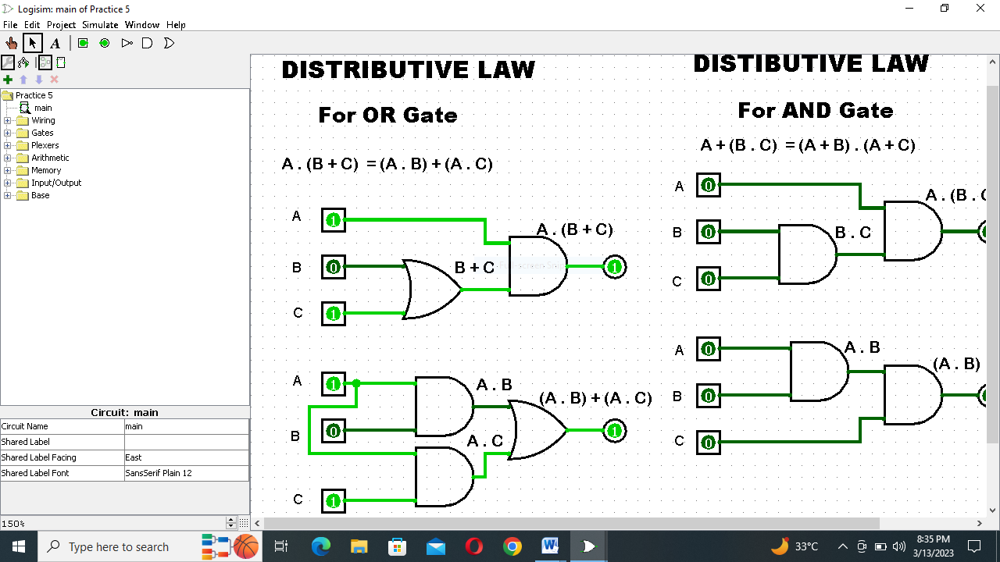 Logisim: main of Practice 5
File Edit Project Simulate Window Help
A
Practice 5
main
Wiring
Gates
Plexers
Arithmetic
Memory
Input/Output
Base
Circuit: main
Circuit Name main
Shared Label
Shared Label Facing East
Shared Label Font SansSerif Plain 12
150%
DISTRIBUTIVE LAW
For OR Gate
A . (B + C) = (A . B) + (A . C)
A 1
A . (B + C)
B 0
B + C
1
C 1
A 1
A . B
(A . B) + (A . C)
B 0
1
A . C
C 1
DISTIBUTIVE LAW
For AND Gate
A + (B . C) = (A + B) . (A + C)
A 0
A . (B . C
B 0
B . C
C 0
A 0
A . B
(A . B)
B 0
C 0
Type here to search
33°C
8:35 PM
3/13/2023